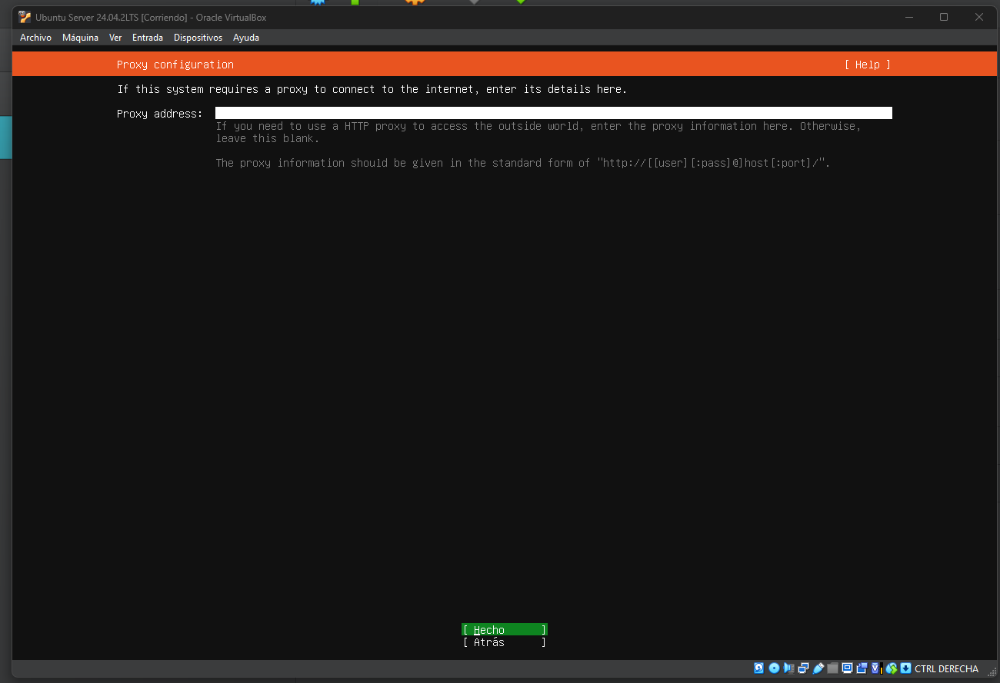 Ubuntu Server 24.04.2LTS [Corriendo] - Oracle VirtualBox
Archivo Máquina Ver Entrada Dispositivos Ayuda
Proxy configuration [ Help ]
If this system requires a proxy to connect to the internet, enter its details here.
Proxy address:
If you need to use a HTTP proxy to access the outside world, enter the proxy information here. Otherwise,
leave this blank.
The proxy information should be given in the standard form of "http://[[user][:pass]@]host[:port]/".
[ Hecho ]
[ Atrás ]
CTRL DERECHA